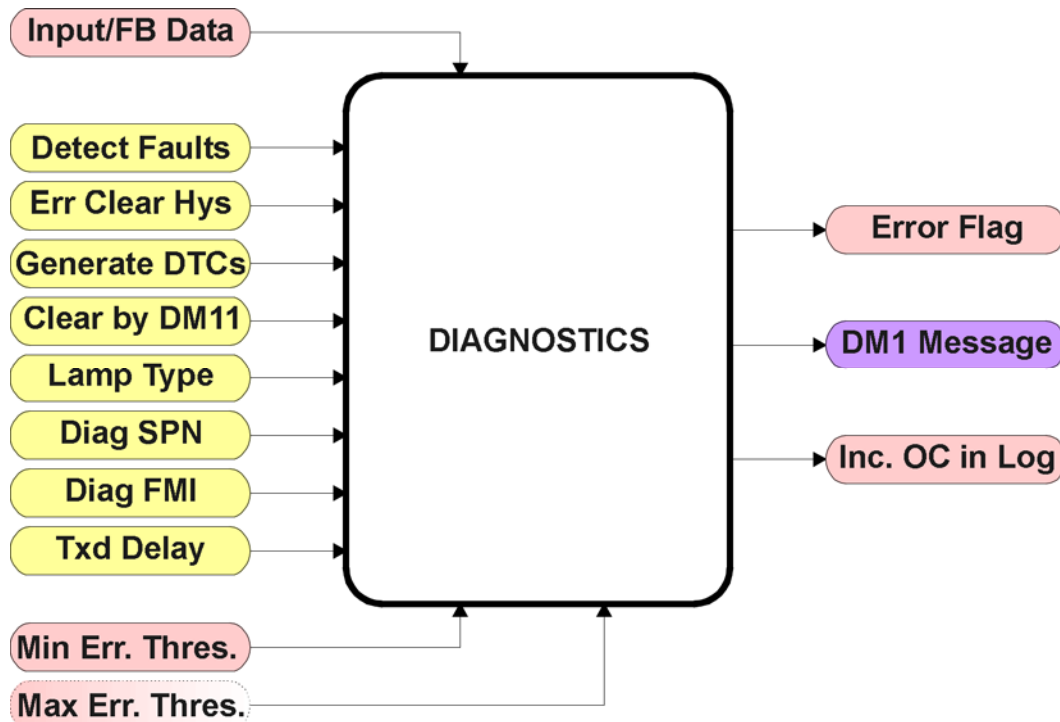 Input/FB Data
Detect Faults
Err Clear Hys
Generate DTCs
Clear by DM11
Lamp Type
Diag SPN
Diag FMI
Txd Delay
Min Err. Thres.
Max Err. Thres.
DIAGNOSTICS
Error Flag
DM1 Message
Inc. OC in Log